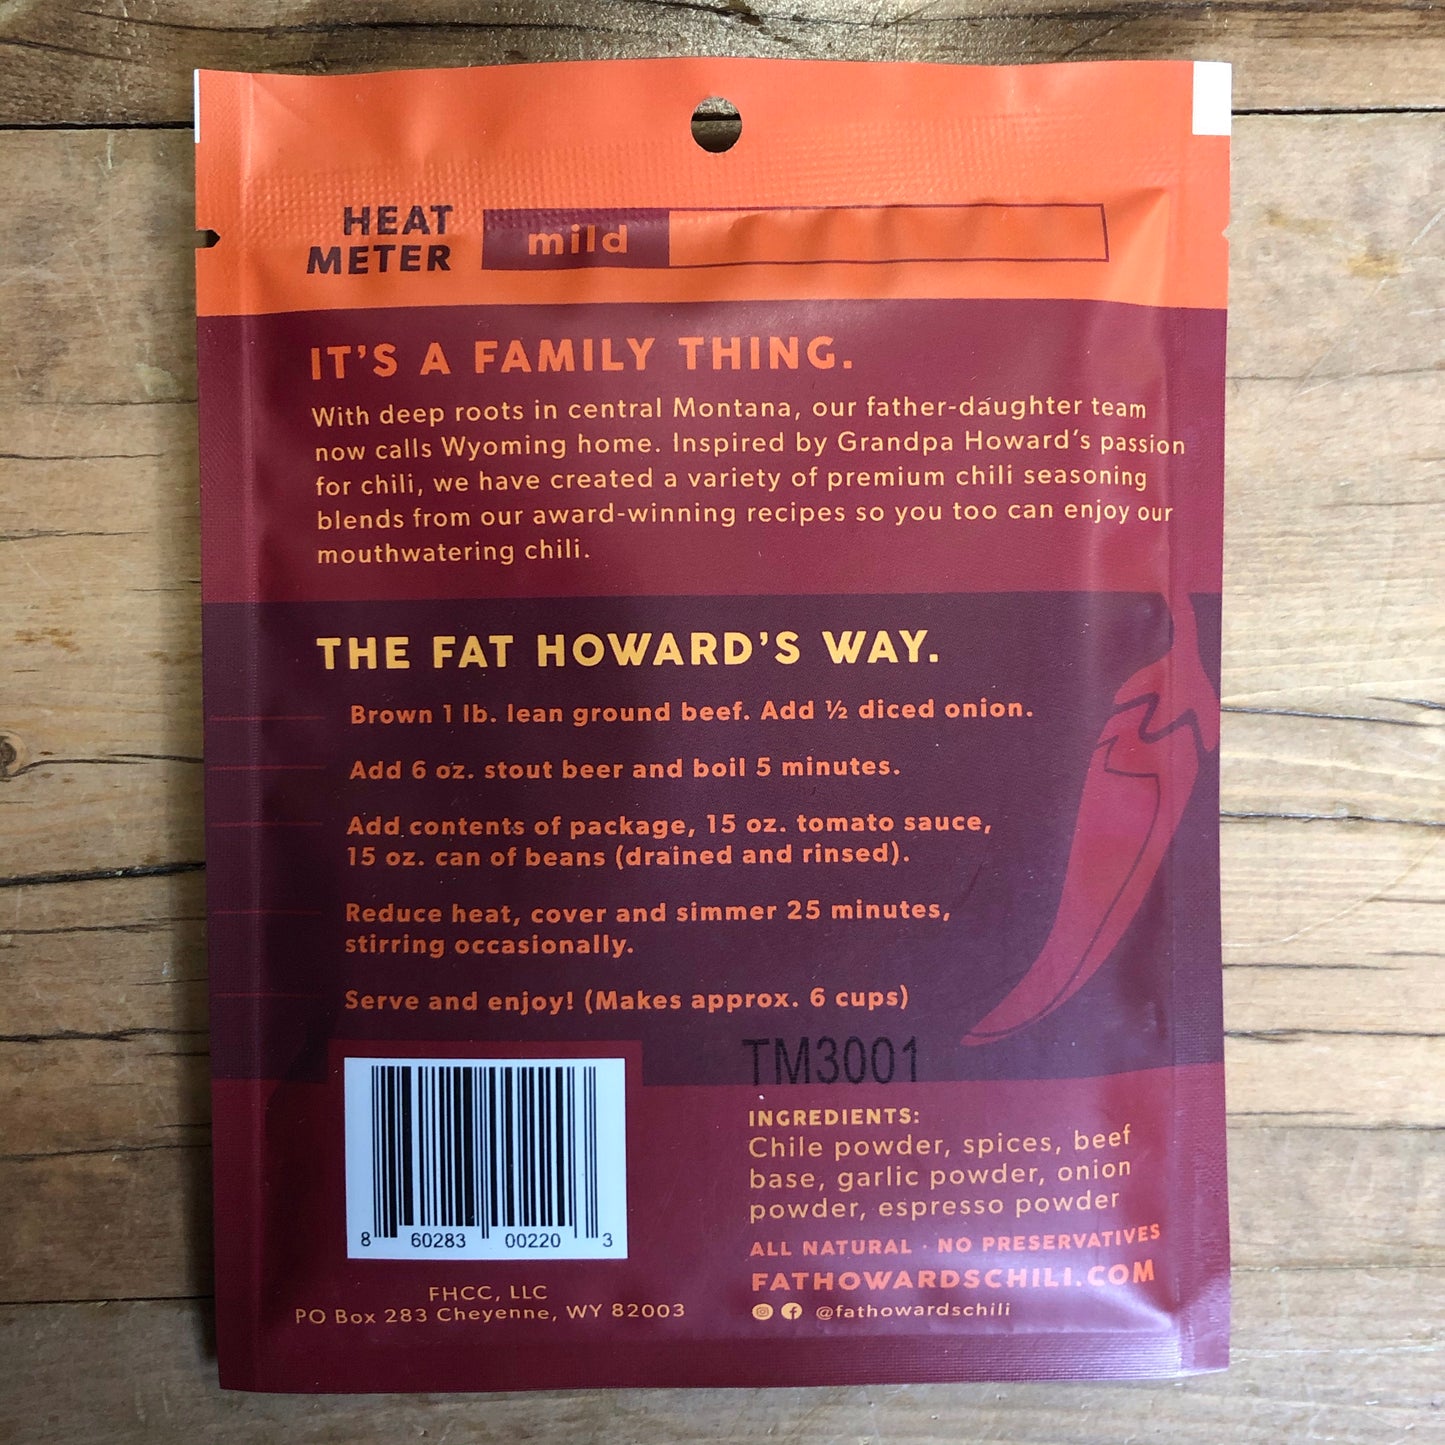 HEAT
METER
mild
IT'S A FAMILY THING.
With deep roots in central Montana, our father-daughter team
now calls Wyoming home. Inspired by Grandpa Howard's passion
for chili, we have created a variety of premium chili seasoning
blends from our award-winning recipes so you too can enjoy our
mouthwatering chili.
THE FAT HOWARD'S WAY.
Brown 1 lb. lean ground beef. Add ½ diced onion.
Add 6 oz. stout beer and boil 5 minutes.
Add contents of package, 15 oz. tomato sauce,
15 oz. can of beans (drained and rinsed).
Reduce heat, cover and simmer 25 minutes,
stirring occasionally.
Serve and enjoy! (Makes approx. 6 cups)
TM3001
8 60283 00220 3
FHCC, LLC
PO Box 283 Cheyenne, WY 82003
INGREDIENTS:
Chile powder, spices, beef
base, garlic powder, onion
powder, espresso powder
ALL NATURAL · NO PRESERVATIVES
FATHOWARDSCHILI.COM
@fathowardschili